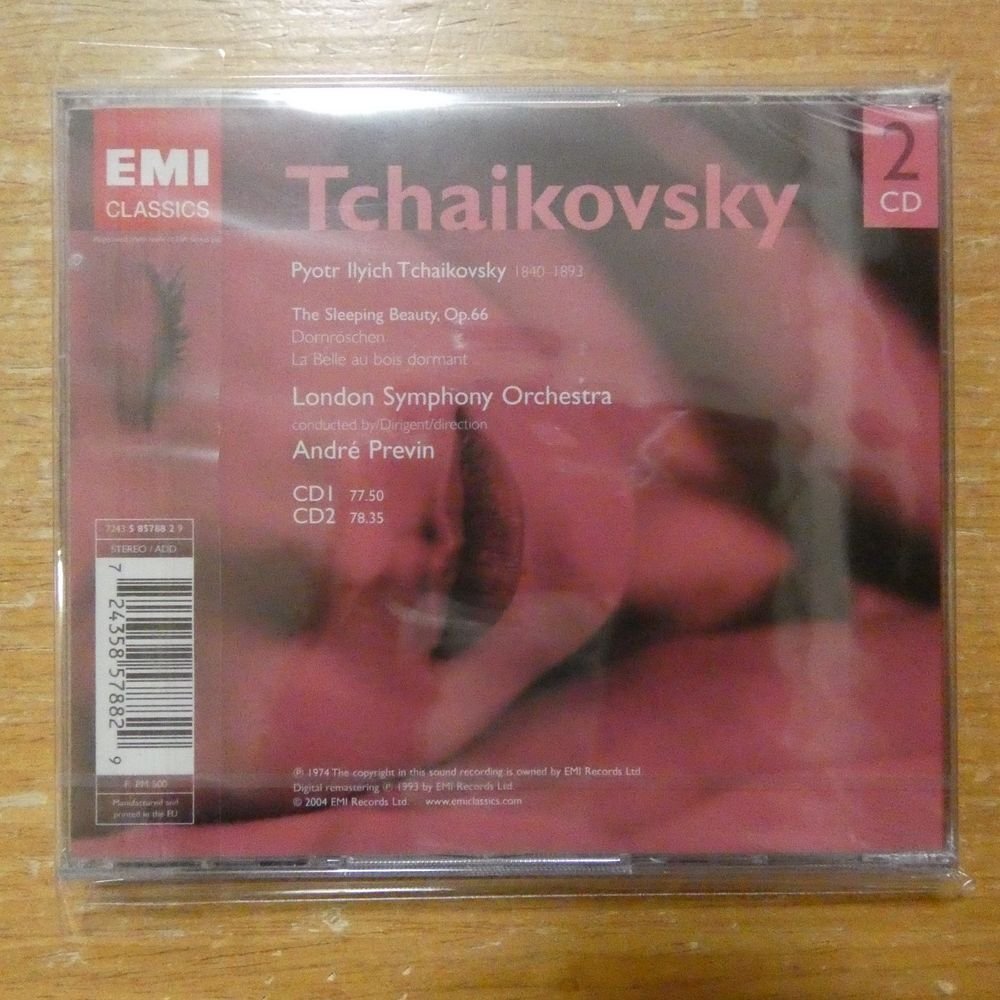 EMI
CLASSICS
Tchaikovsky
2
CD
Pyotr Ilyich Tchaikovsky 1840-1893
The Sleeping Beauty, Op.66
Dornröschen
La Belle au bois dormant
London Symphony Orchestra
conducted by/Dirigent/direction
André Previn
CD1 77.50
CD2 78.35
7243 5 85788 2 9
STEREO / ADD
7 24358 57882 9
F: PM 500
Manufactured and
printed in the EU
℗ 1974 The copyright in this sound recording is owned by EMI Records Ltd.
Digital remastering ℗ 1993 by EMI Records Ltd.
© 2004 EMI Records Ltd. www.emiclassics.com